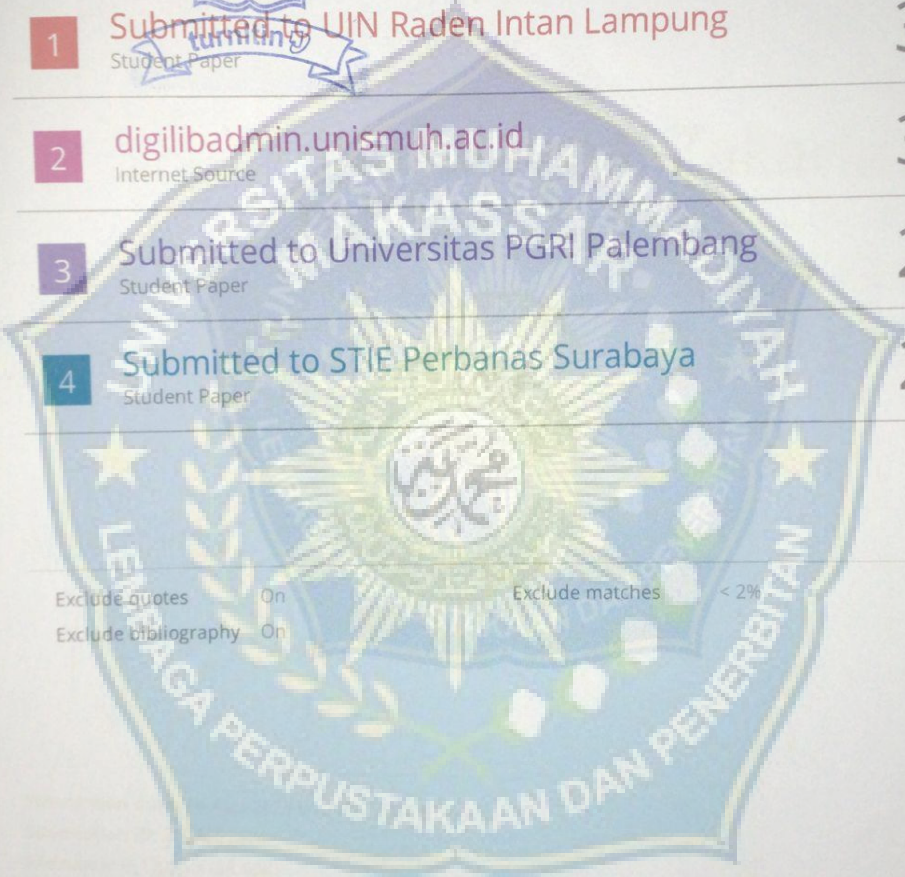 1 Submitted to UIN Raden Intan Lampung
turnitin
Student Paper
2 digilibadmin.unismuh.ac.id
Internet Source
3 Submitted to Universitas PGRI Palembang
Student Paper
4 Submitted to STIE Perbanas Surabaya
Student Paper
UNIVERSITAS MUHAMMADIYAH
MAKASSAR
محمدية
Exclude quotes On Exclude matches < 2%
Exclude bibliography On
LEMBAGA PERPUSTAKAAN DAN PENERBITAN